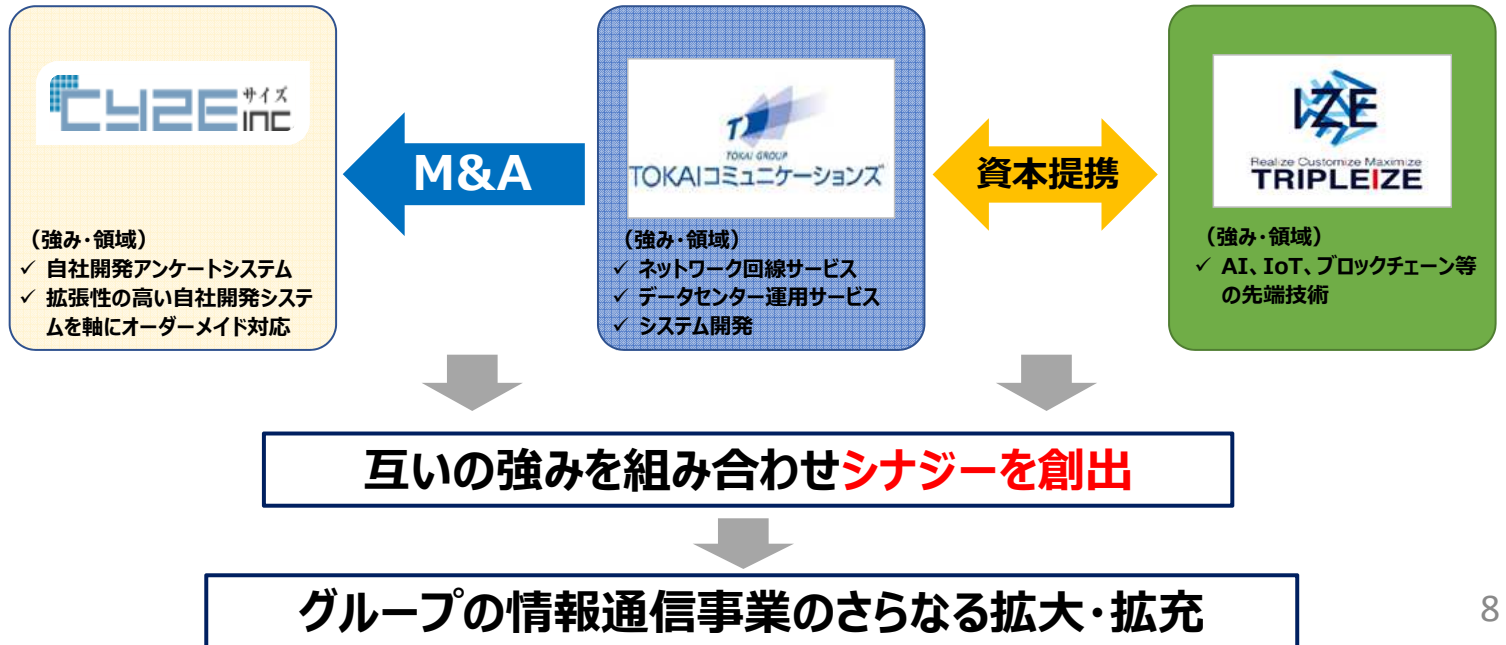 CYZE サイズ
inc
M&A
(強み・領域)
✓ 自社開発アンケートシステム
✓ 拡張性の高い自社開発システ
ムを軸にオーダーメイド対応
T
TOKAI GROUP
TOKAIコミュニケーションズ
(強み・領域)
✓ ネットワーク回線サービス
✓ データセンター運用サービス
✓ システム開発
資本提携
IZE
Realize Customize Maximize
TRIPLEIZE
(強み・領域)
✓ AI、IoT、ブロックチェーン等
の先端技術
互いの強みを組み合わせシナジーを創出
グループの情報通信事業のさらなる拡大・拡充
8